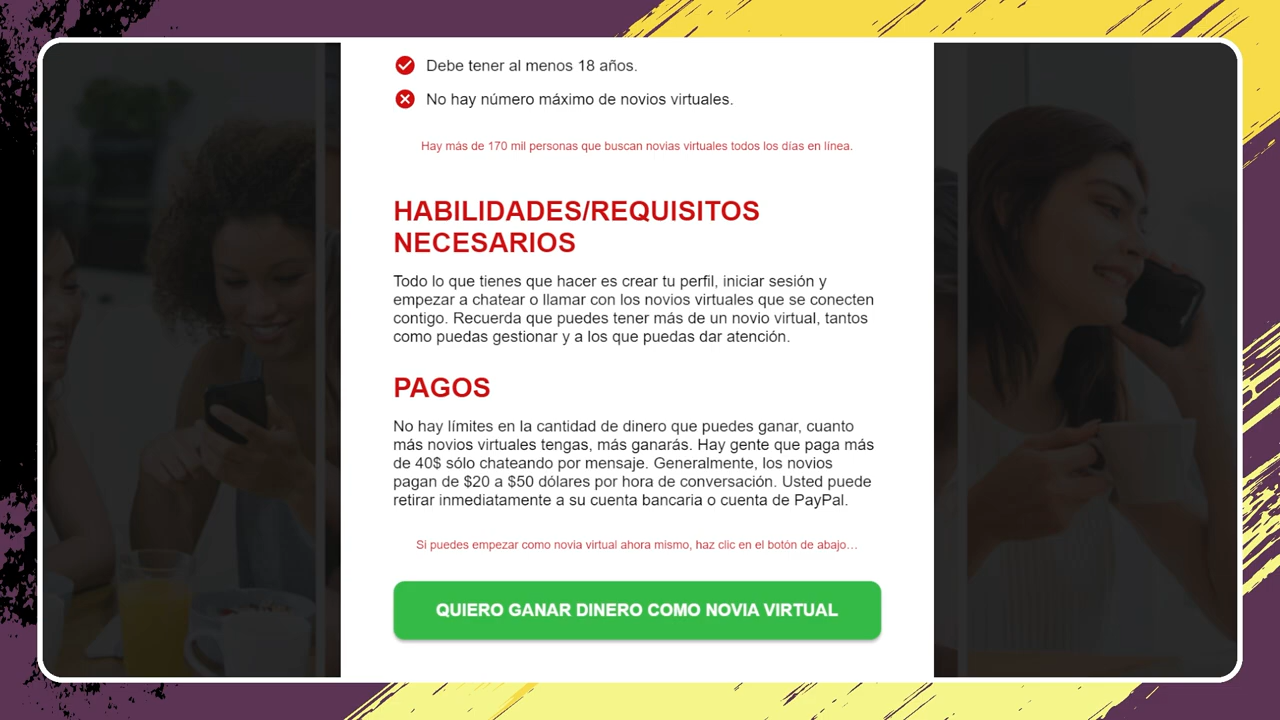 Debe tener al menos 18 años.
No hay número máximo de novios virtuales.
Hay más de 170 mil personas que buscan novias virtuales todos los días en línea.
HABILIDADES/REQUISITOS
NECESARIOS
Todo lo que tienes que hacer es crear tu perfil, iniciar sesión y
empezar a chatear o llamar con los novios virtuales que se conecten
contigo. Recuerda que puedes tener más de un novio virtual, tantos
como puedas gestionar y a los que puedas dar atención.
PAGOS
No hay límites en la cantidad de dinero que puedes ganar, cuanto
más novios virtuales tengas, más ganarás. Hay gente que paga más
de 40$ sólo chateando por mensaje. Generalmente, los novios
pagan de $20 a $50 dólares por hora de conversación. Usted puede
retirar inmediatamente a su cuenta bancaria o cuenta de PayPal.
Si puedes empezar como novia virtual ahora mismo, haz clic en el botón de abajo…
QUIERO GANAR DINERO COMO NOVIA VIRTUAL